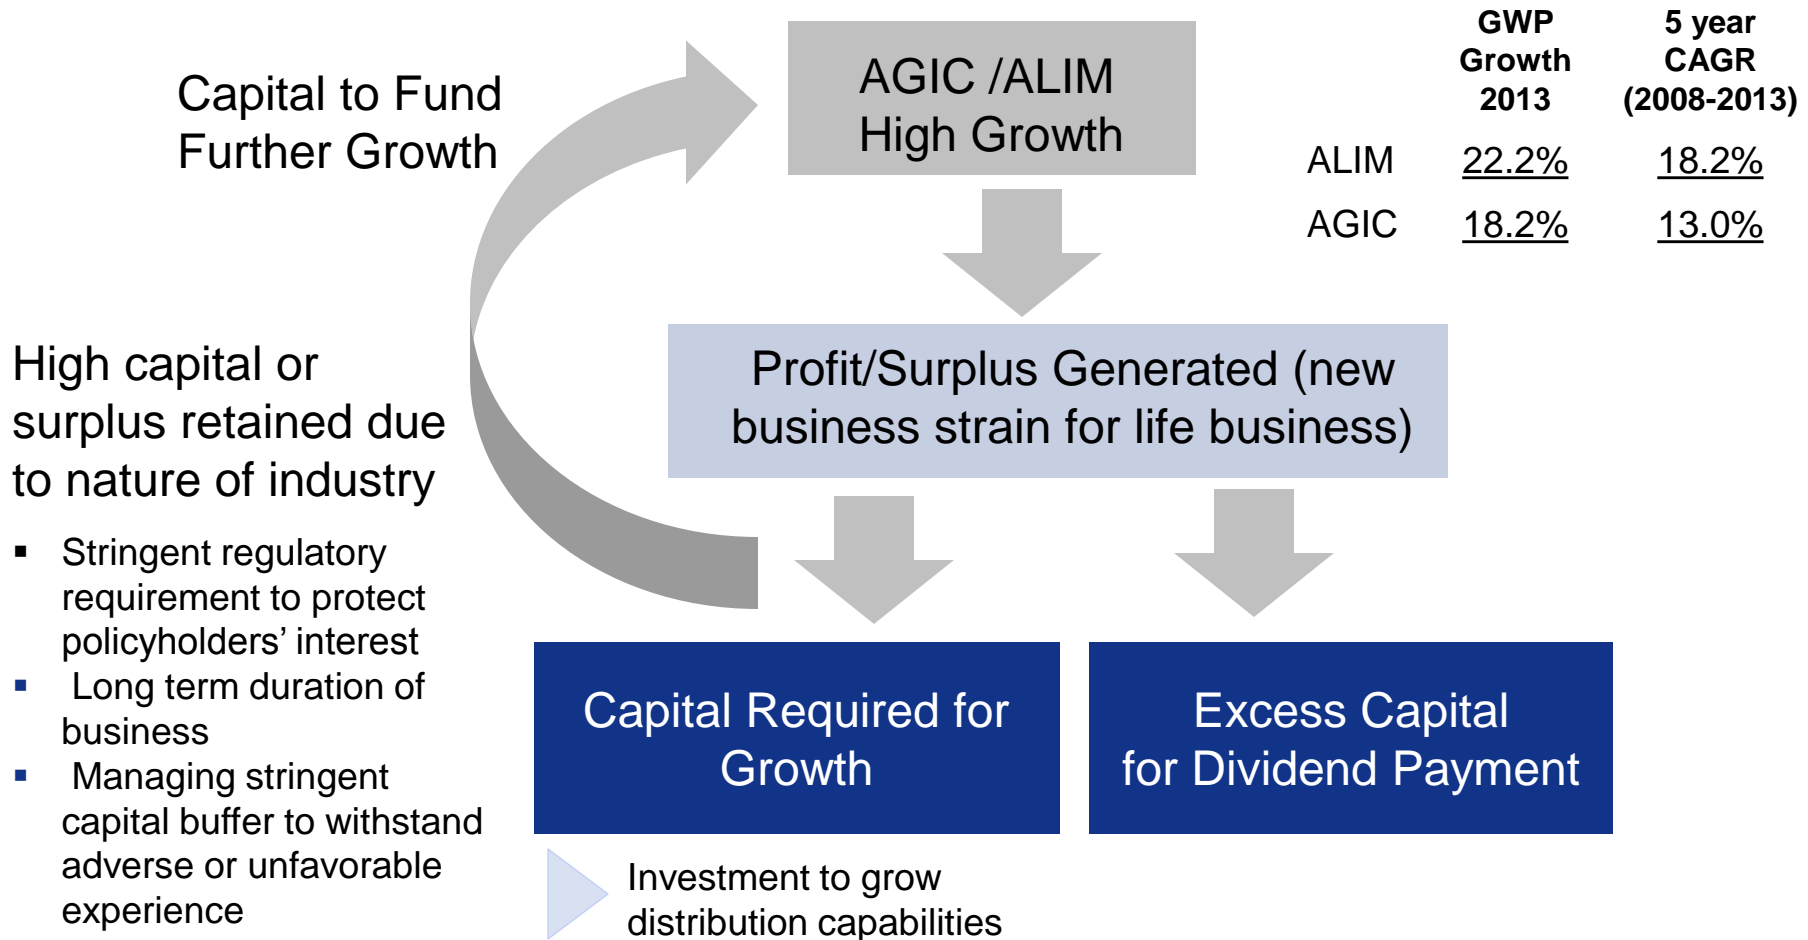 Capital to Fund
Further Growth
AGIC /ALIM
High Growth
GWP
Growth
2013
5 year
CAGR
(2008-2013)
ALIM 22.2% 18.2%
AGIC 18.2% 13.0%
High capital or
surplus retained due
to nature of industry
▪ Stringent regulatory
requirement to protect
policyholders’ interest
▪ Long term duration of
business
▪ Managing stringent
capital buffer to withstand
adverse or unfavorable
experience
Profit/Surplus Generated (new
business strain for life business)
Capital Required for
Growth
Excess Capital
for Dividend Payment
Investment to grow
distribution capabilities